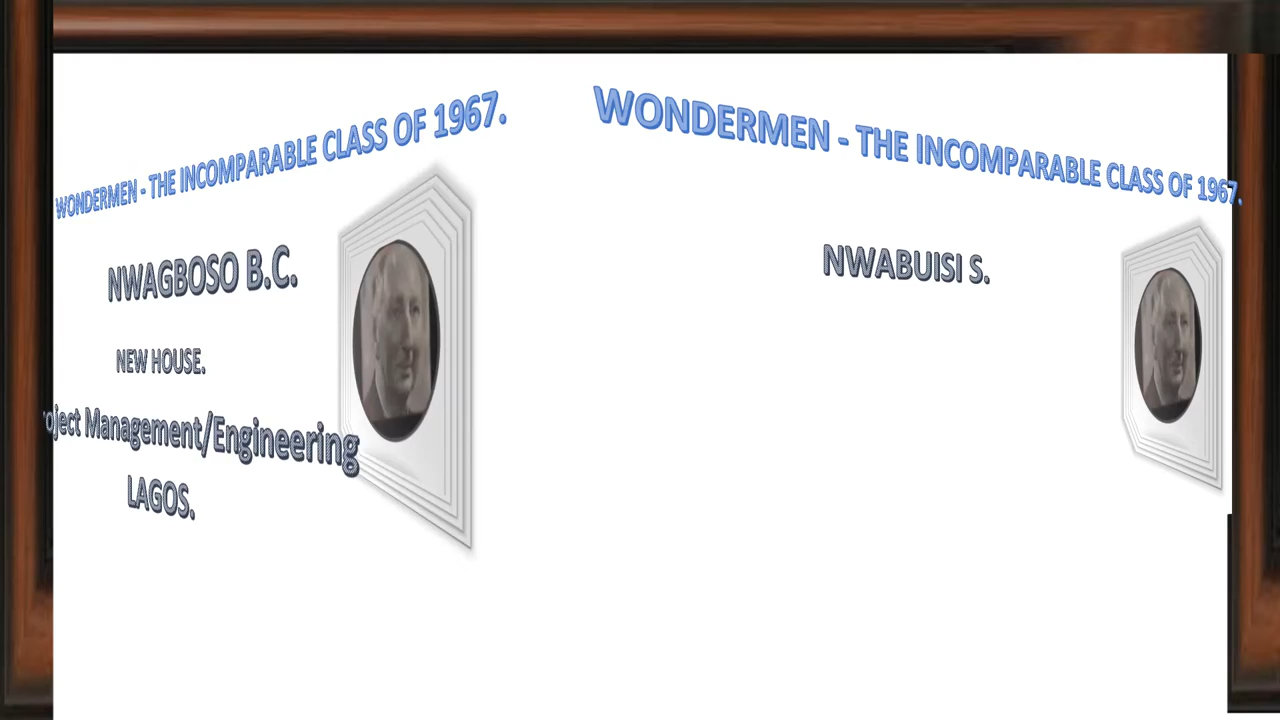 WONDERMEN - THE INCOMPARABLE CLASS OF 1967.
NWAGBOSO B.C.
NEW HOUSE.
Management/Engineering
LAGOS.
WONDERMEN - THE INCOMPARABLE CLASS OF 1967.
NWABUISI S.